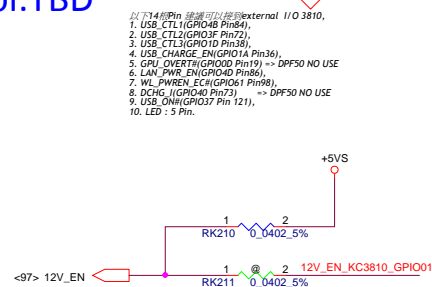 以下14根Pin 建議可以接到external I/O 3810,
1. USB_CTL1(GPIO4B Pin84),
2. USB_CTL2(GPIO3F Pin72),
3. USB_CTL3(GPIO1D Pin38),
4. USB_CHARGE_EN(GPIO1A Pin36),
5. GPU_OVERT#(GPIO0D Pin19) => DPF50 NO USE
6. LAN_PWR_EN(GPIO4D Pin86),
7. WL_PWREN_EC#(GPIO61 Pin98),
8. DCHG_I(GPIO40 Pin73) => DPF50 NO USE
9. USB_ON#(GPIO37 Pin 121),
10. LED : 5 Pin.
+5VS
1 2
RK210 0_0402_5%
<97> 12V_EN
1 @ 2 12V_EN_KC3810_GPIO01
RK211 0_0402_5%